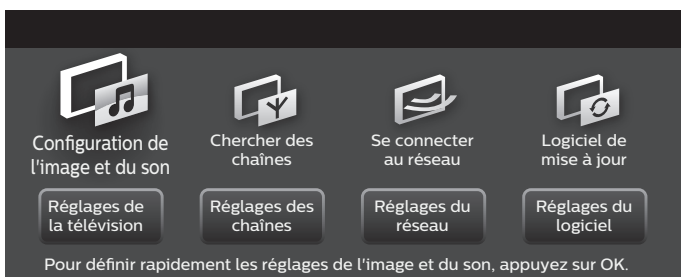 Configuration de
l'image et du son
Chercher des
chaînes
Se connecter
au réseau
Logiciel de
mise à jour
Réglages de
la télévision
Réglages des
chaînes
Réglages du
réseau
Réglages du
logiciel
Pour définir rapidement les réglages de l'image et du son, appuyez sur OK.